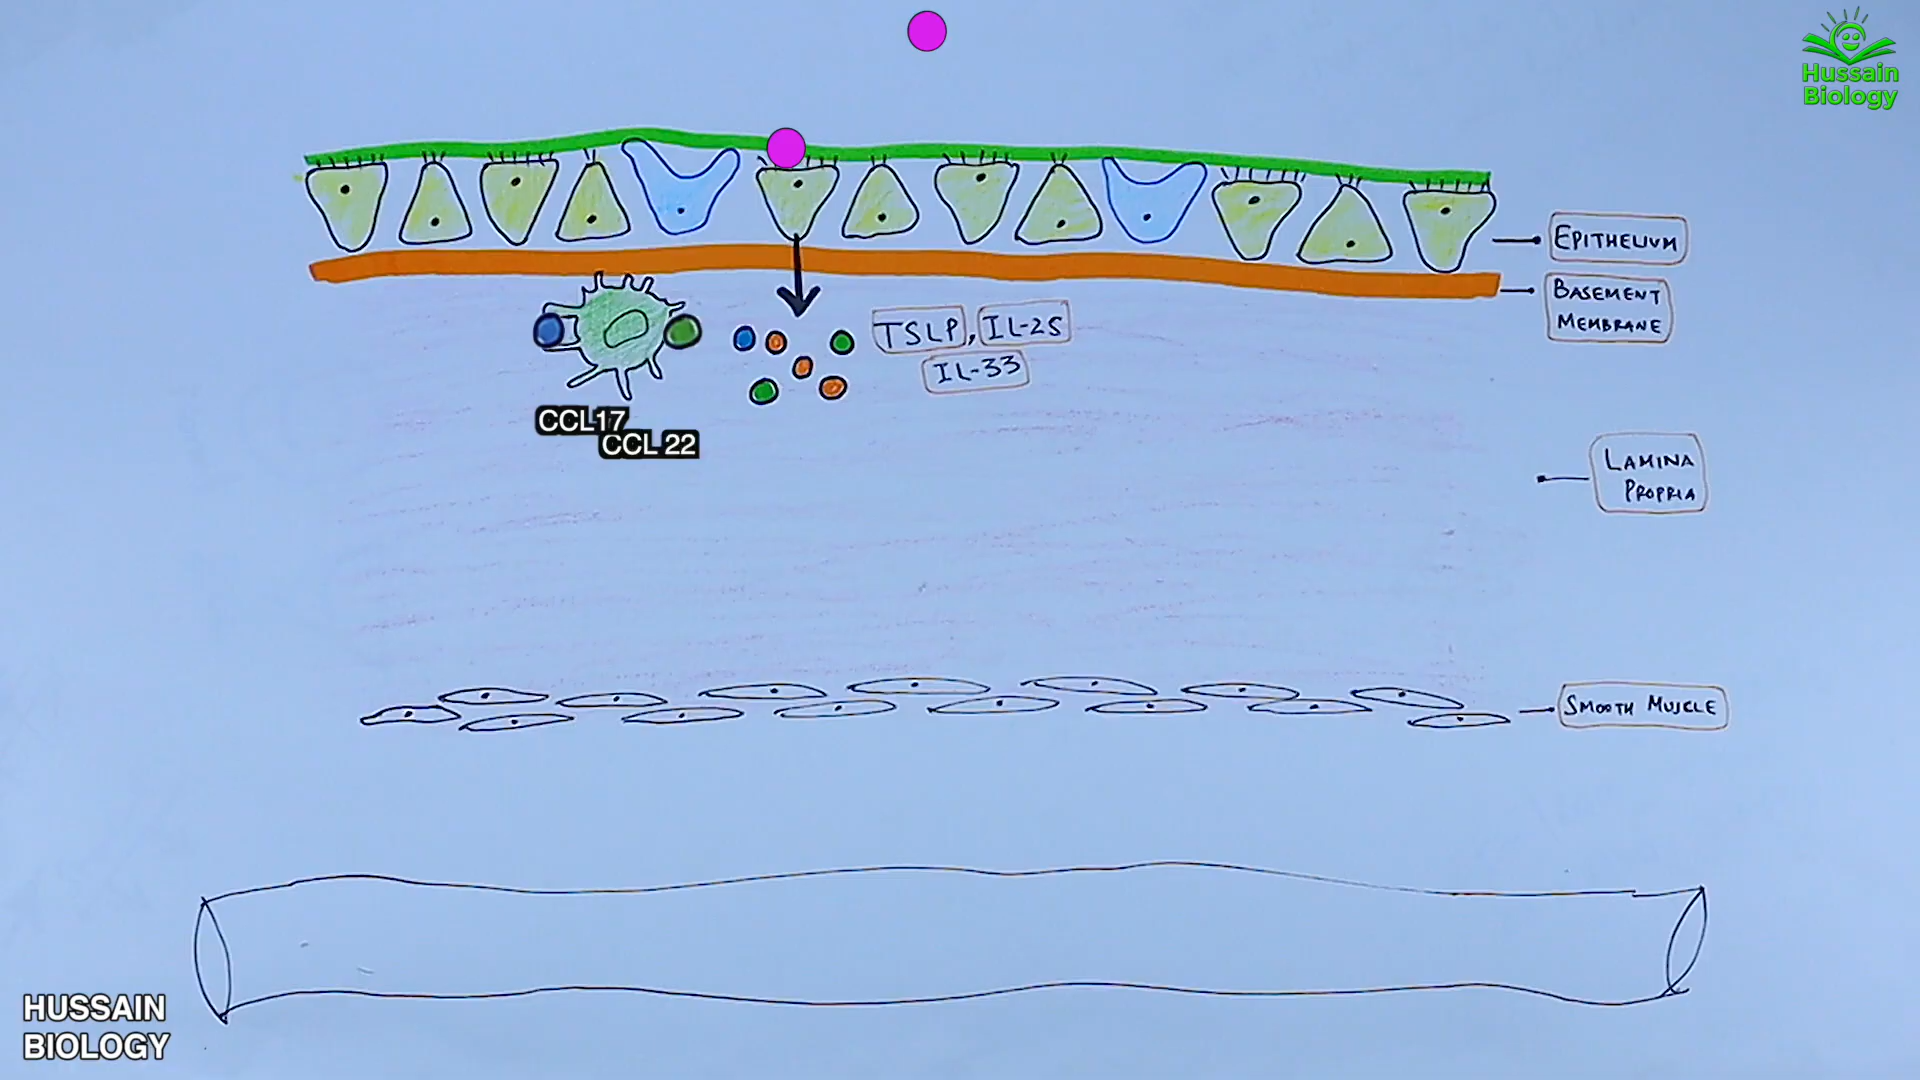 Hussain
Biology
EPITHELIUM
BASEMENT
MEMBRANE
TSLP, IL-25
IL-33
CCL17
CCL 22
LAMINA
PROPRIA
SMOOTH MUSCLE
HUSSAIN
BIOLOGY